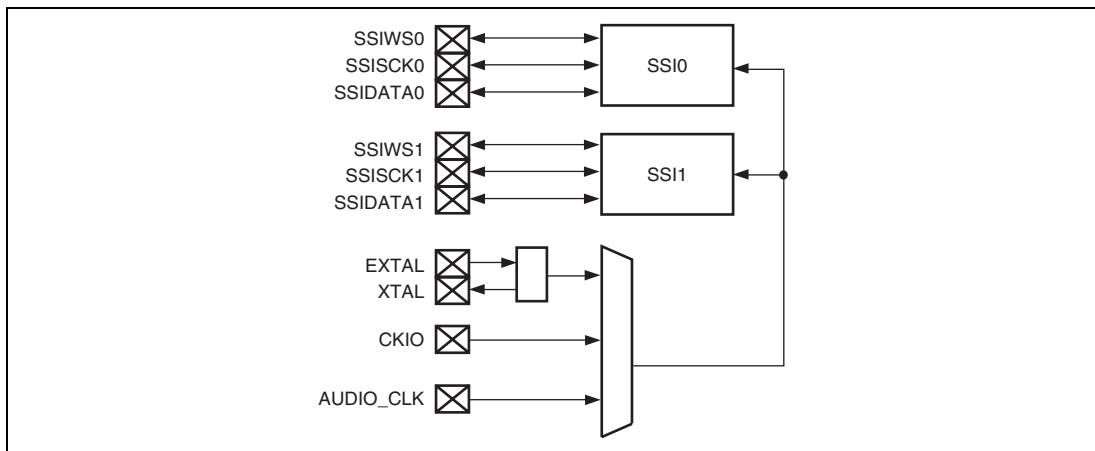 SSIWS0
SSISCK0
SSIDATA0
SSI0
SSIWS1
SSISCK1
SSIDATA1
SSI1
EXTAL
XTAL
CKIO
AUDIO_CLK